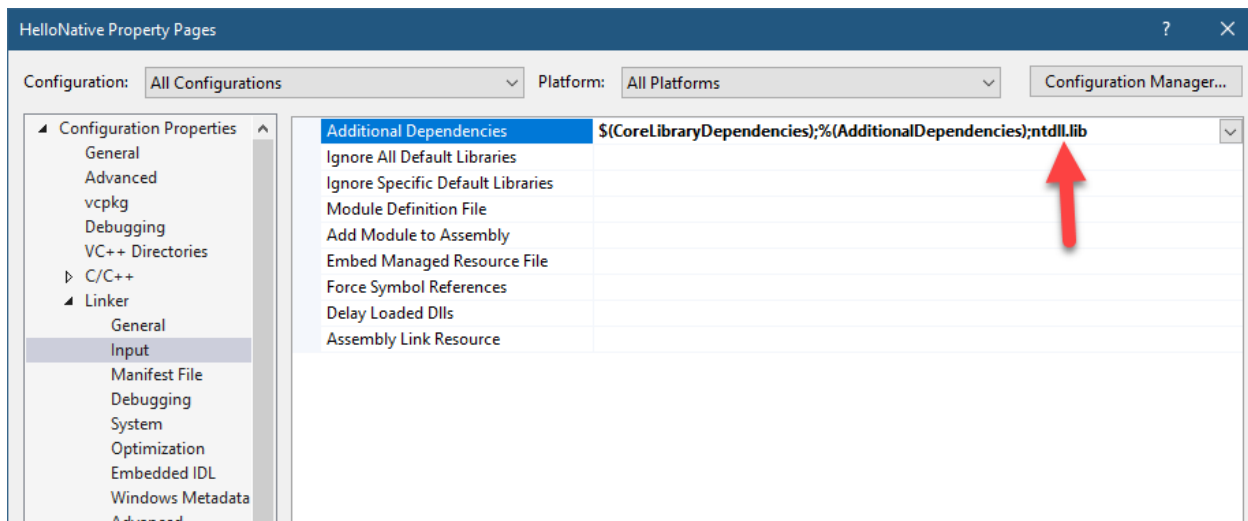 HelloNative Property Pages
Configuration: All Configurations Platform: All Platforms Configuration Manager...
Configuration Properties
General
Advanced
vcpkg
Debugging
VC++ Directories
C/C++
Linker
General
Input
Manifest File
Debugging
System
Optimization
Embedded IDL
Windows Metadata
Advanced
Additional Dependencies $(CoreLibraryDependencies);%(AdditionalDependencies);ntdll.lib
Ignore All Default Libraries
Ignore Specific Default Libraries
Module Definition File
Add Module to Assembly
Embed Managed Resource File
Force Symbol References
Delay Loaded Dlls
Assembly Link Resource